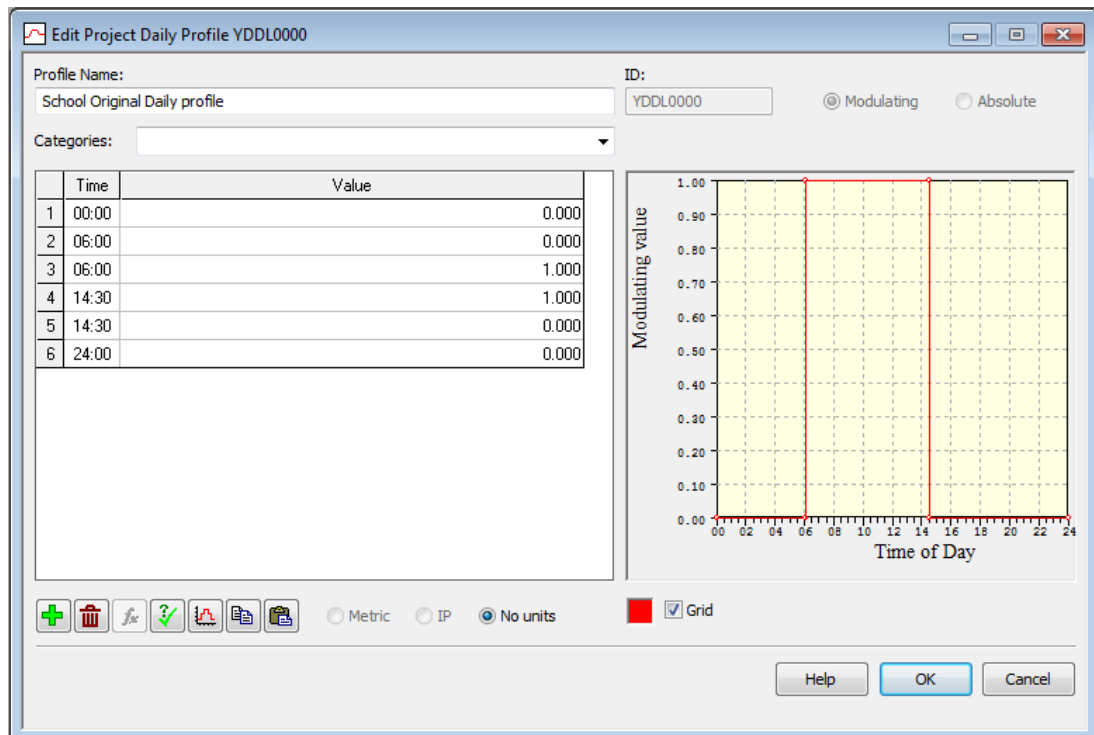 Edit Project Daily Profile YDDL0000
Profile Name: ID:
School Original Daily profile YDDL0000 Modulating Absolute
Categories:
Time Value
1 00:00 0.000
2 06:00 0.000
3 06:00 1.000
4 14:30 1.000
5 14:30 0.000
6 24:00 0.000
Modulating value
1.00
0.90
0.80
0.70
0.60
0.50
0.40
0.30
0.20
0.10
0.00
00 02 04 06 08 10 12 14 16 18 20 22 24
Time of Day
fx Metric IP No units Grid
Help OK Cancel